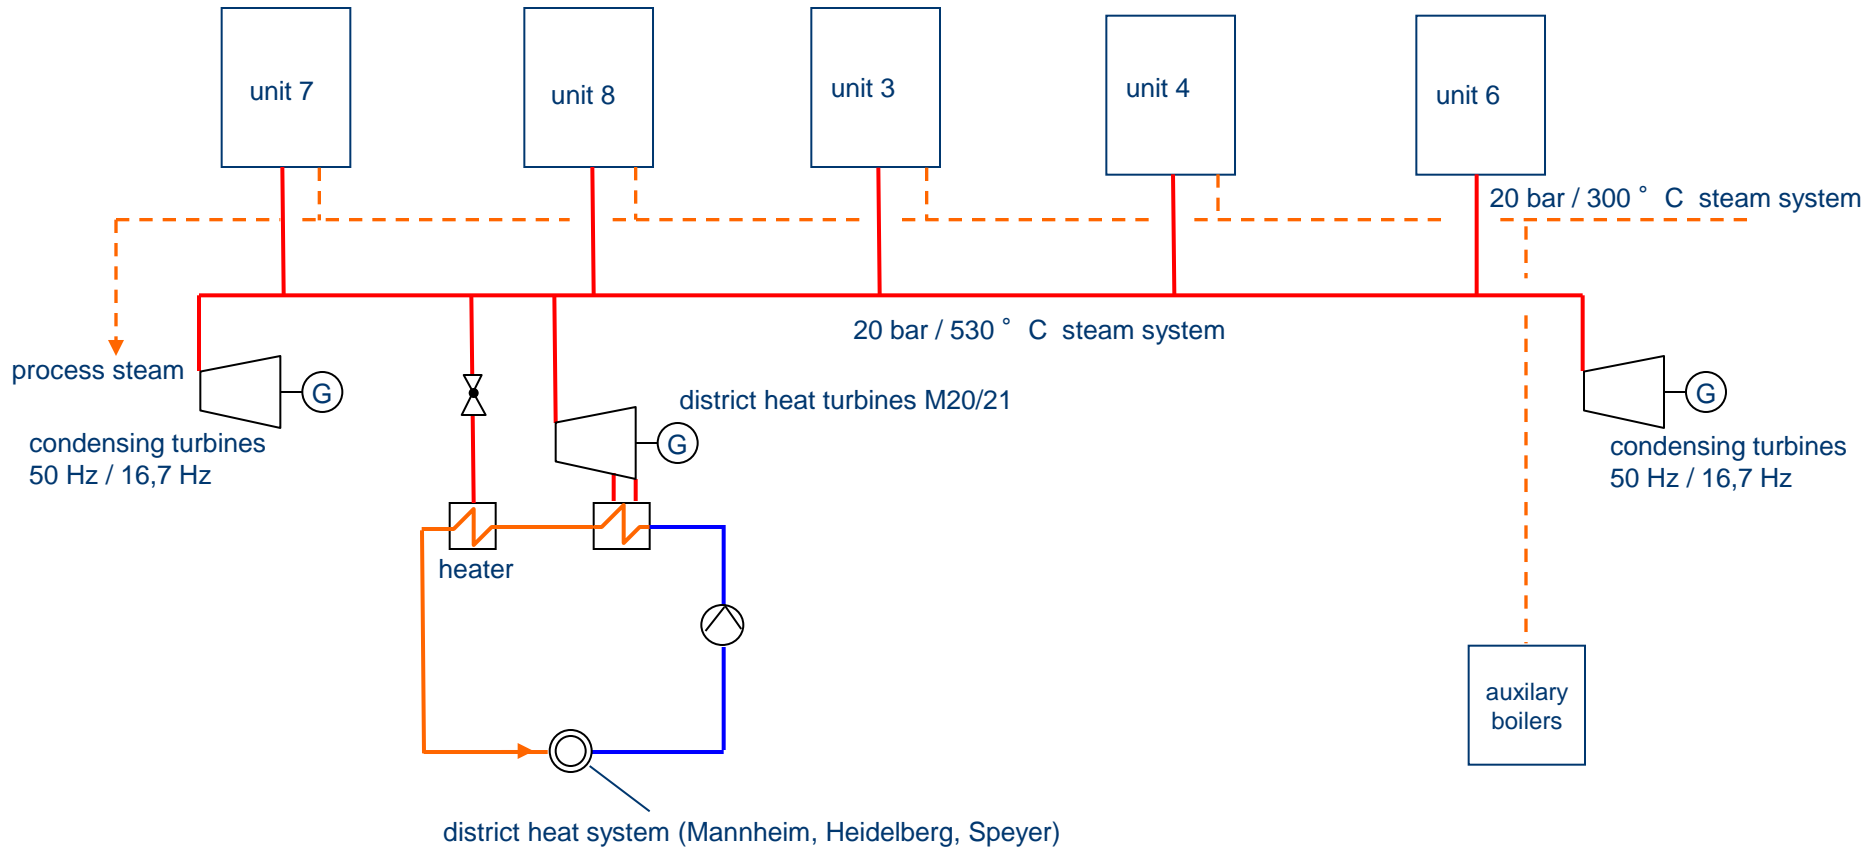 unit 7
unit 8
unit 3
unit 4
unit 6
20 bar / 300 ° C steam system
20 bar / 530 ° C steam system
process steam
G
district heat turbines M20/21
G
G
condensing turbines
50 Hz / 16,7 Hz
condensing turbines
50 Hz / 16,7 Hz
heater
auxilary
boilers
district heat system (Mannheim, Heidelberg, Speyer)